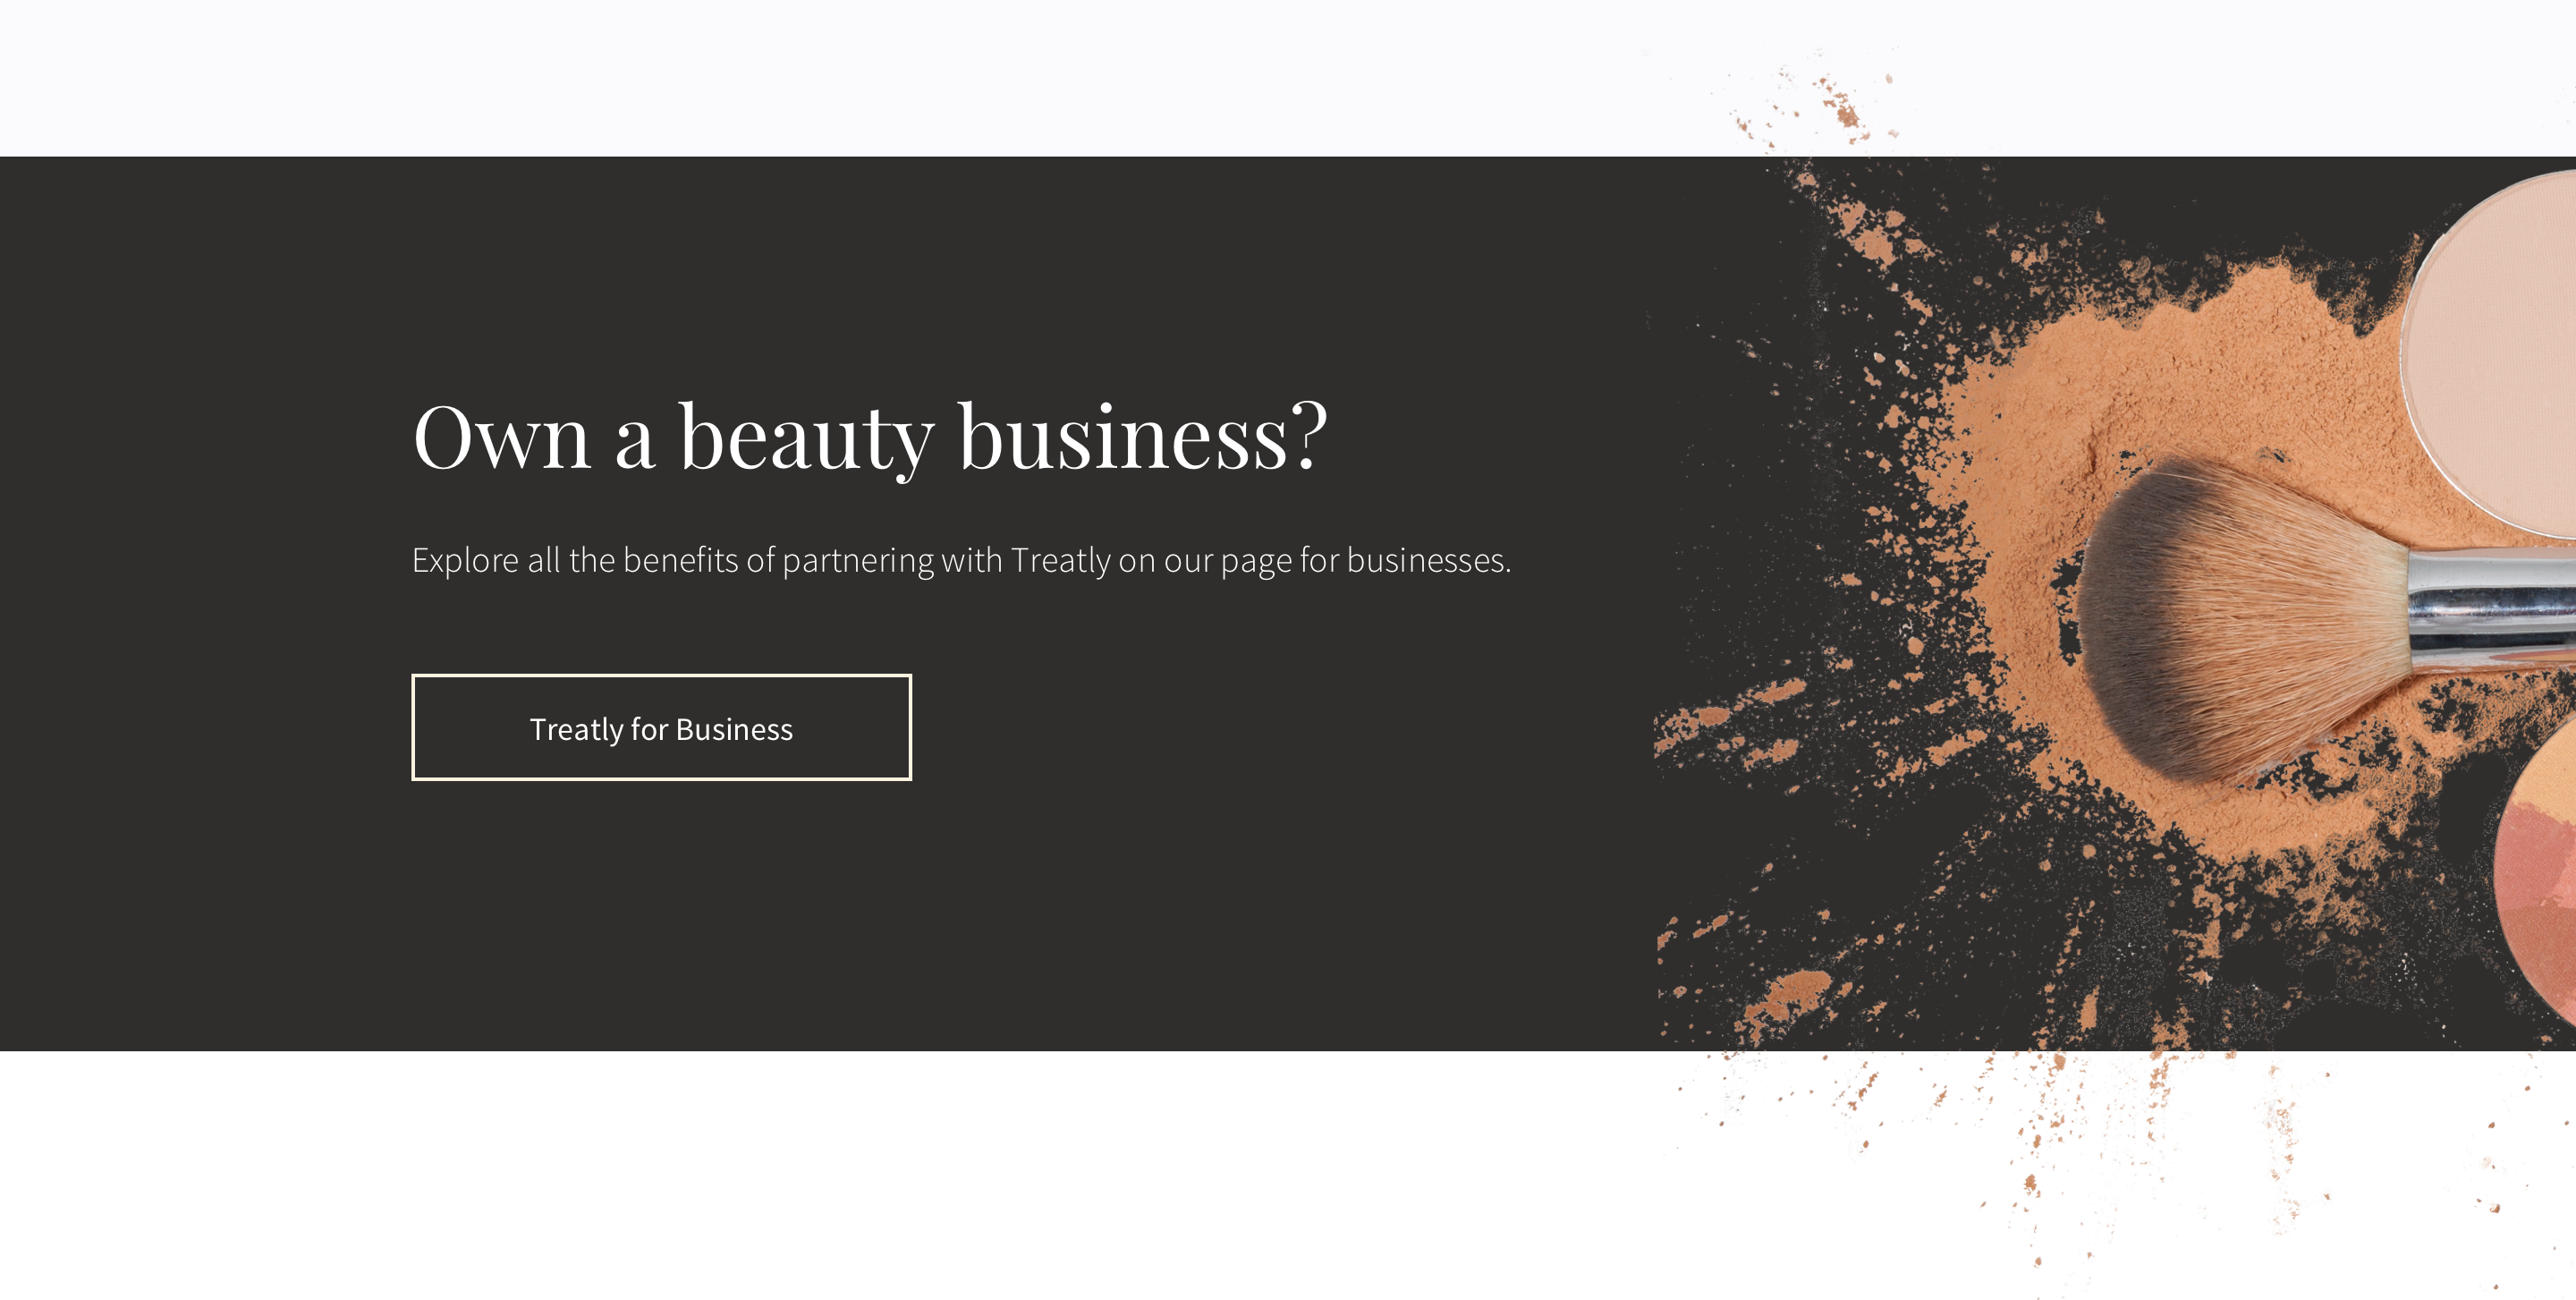 Own a beauty business?
Explore all the benefits of partnering with Treatly on our page for businesses.
Treatly for Business